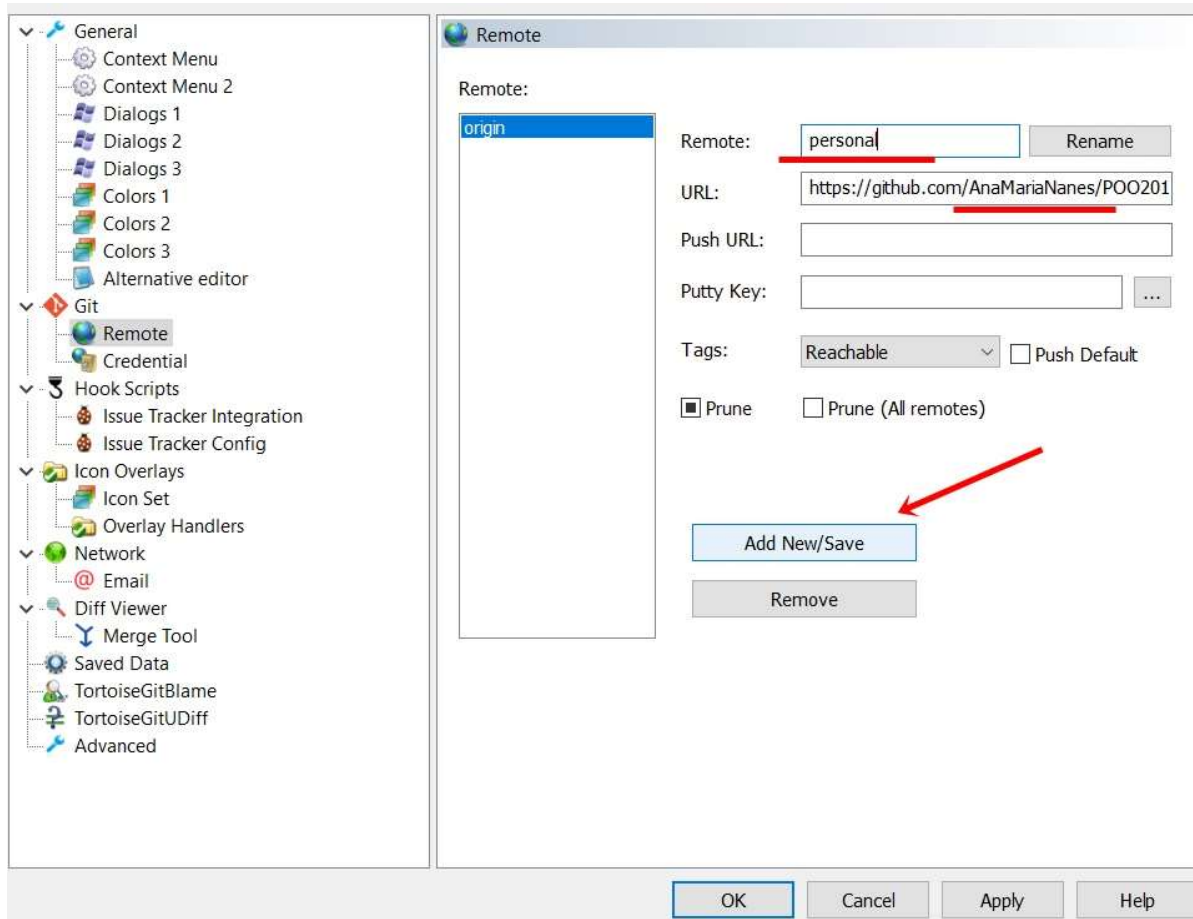 General
Context Menu
Context Menu 2
Dialogs 1
Dialogs 2
Dialogs 3
Colors 1
Colors 2
Colors 3
Alternative editor
Git
Remote
Credential
Hook Scripts
Issue Tracker Integration
Issue Tracker Config
Icon Overlays
Icon Set
Overlay Handlers
Network
Email
Diff Viewer
Merge Tool
Saved Data
TortoiseGitBlame
TortoiseGitUDiff
Advanced
Remote
Remote:
origin
Remote: personal Rename
URL: https://github.com/AnaMariaNanes/POO201
Push URL:
Putty Key: ...
Tags: Reachable Push Default
Prune Prune (All remotes)
Add New/Save
Remove
OK Cancel Apply Help